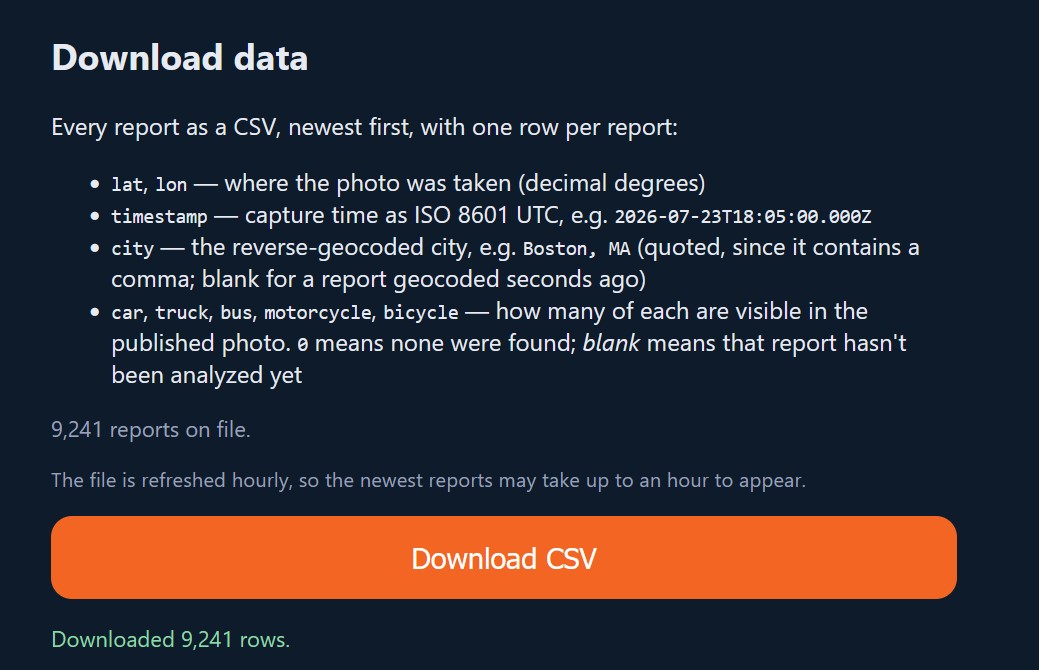 Download data
Every report as a CSV, newest first, with one row per report:
• lat, lon — where the photo was taken (decimal degrees)
• timestamp — capture time as ISO 8601 UTC, e.g. 2026-07-23T18:05:00.000Z
• city — the reverse-geocoded city, e.g. Boston, MA (quoted, since it contains a
comma; blank for a report geocoded seconds ago)
• car, truck, bus, motorcycle, bicycle — how many of each are visible in the
published photo. 0 means none were found; blank means that report hasn't
been analyzed yet
9,241 reports on file.
The file is refreshed hourly, so the newest reports may take up to an hour to appear.
Download CSV
Downloaded 9,241 rows.